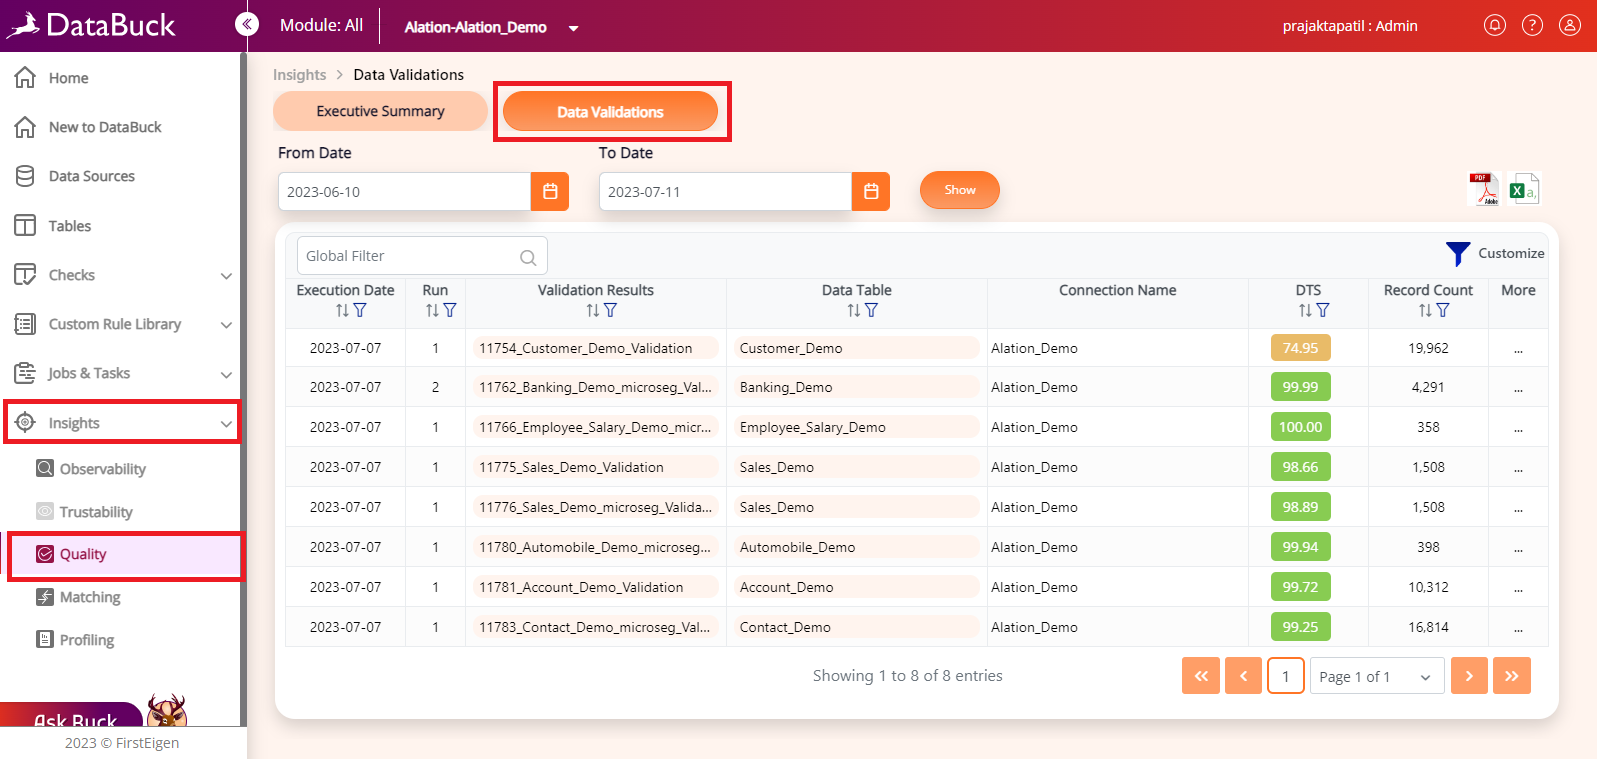 DataBuck
Module: All
Alation-Alation_Demo
prajaktapatil : Admin
Home
New to DataBuck
Data Sources
Tables
Checks
Custom Rule Library
Jobs & Tasks
Insights
Observability
Trustability
Quality
Matching
Profiling
Ask Buck
2023 © FirstEigen
Insights > Data Validations
Executive Summary
Data Validations
From Date
To Date
2023-06-10
2023-07-11
Show
PDF
Adobe
X a,
Global Filter
Customize
Execution Date Run Validation Results Data Table Connection Name DTS Record Count More
2023-07-07 1 11754_Customer_Demo_Validation Customer_Demo Alation_Demo 74.95 19,962 ...
2023-07-07 2 11762_Banking_Demo_microseg_Val... Banking_Demo Alation_Demo 99.99 4,291 ...
2023-07-07 1 11766_Employee_Salary_Demo_micr... Employee_Salary_Demo Alation_Demo 100.00 358 ...
2023-07-07 1 11775_Sales_Demo_Validation Sales_Demo Alation_Demo 98.66 1,508 ...
2023-07-07 1 11776_Sales_Demo_microseg_Valida... Sales_Demo Alation_Demo 98.89 1,508 ...
2023-07-07 1 11780_Automobile_Demo_microseg... Automobile_Demo Alation_Demo 99.94 398 ...
2023-07-07 1 11781_Account_Demo_Validation Account_Demo Alation_Demo 99.72 10,312 ...
2023-07-07 1 11783_Contact_Demo_microseg_Val... Contact_Demo Alation_Demo 99.25 16,814 ...
Showing 1 to 8 of 8 entries
1
Page 1 of 1